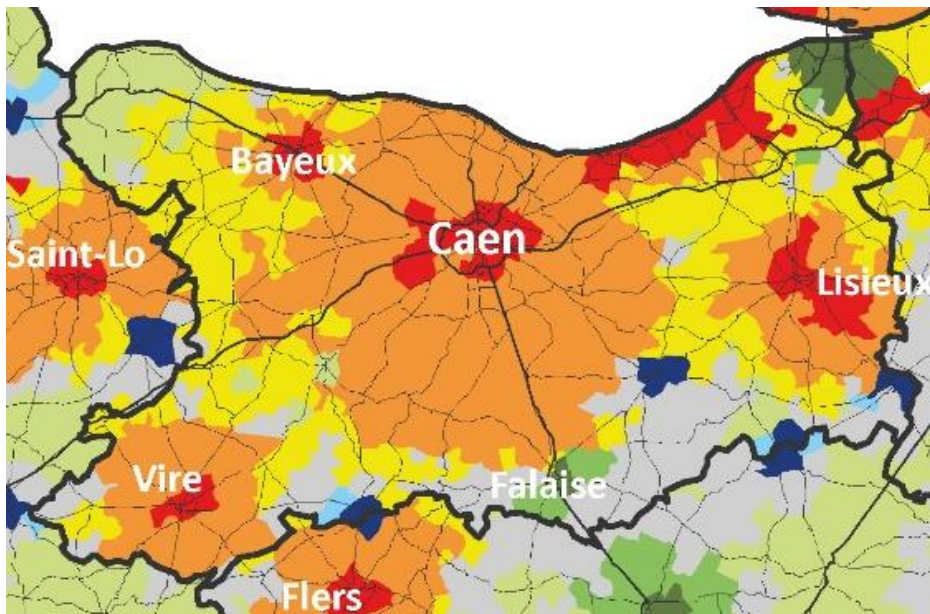 Bayeux
Caen
Saint-Lo
Lisieux
Vire
Falaise
Flers